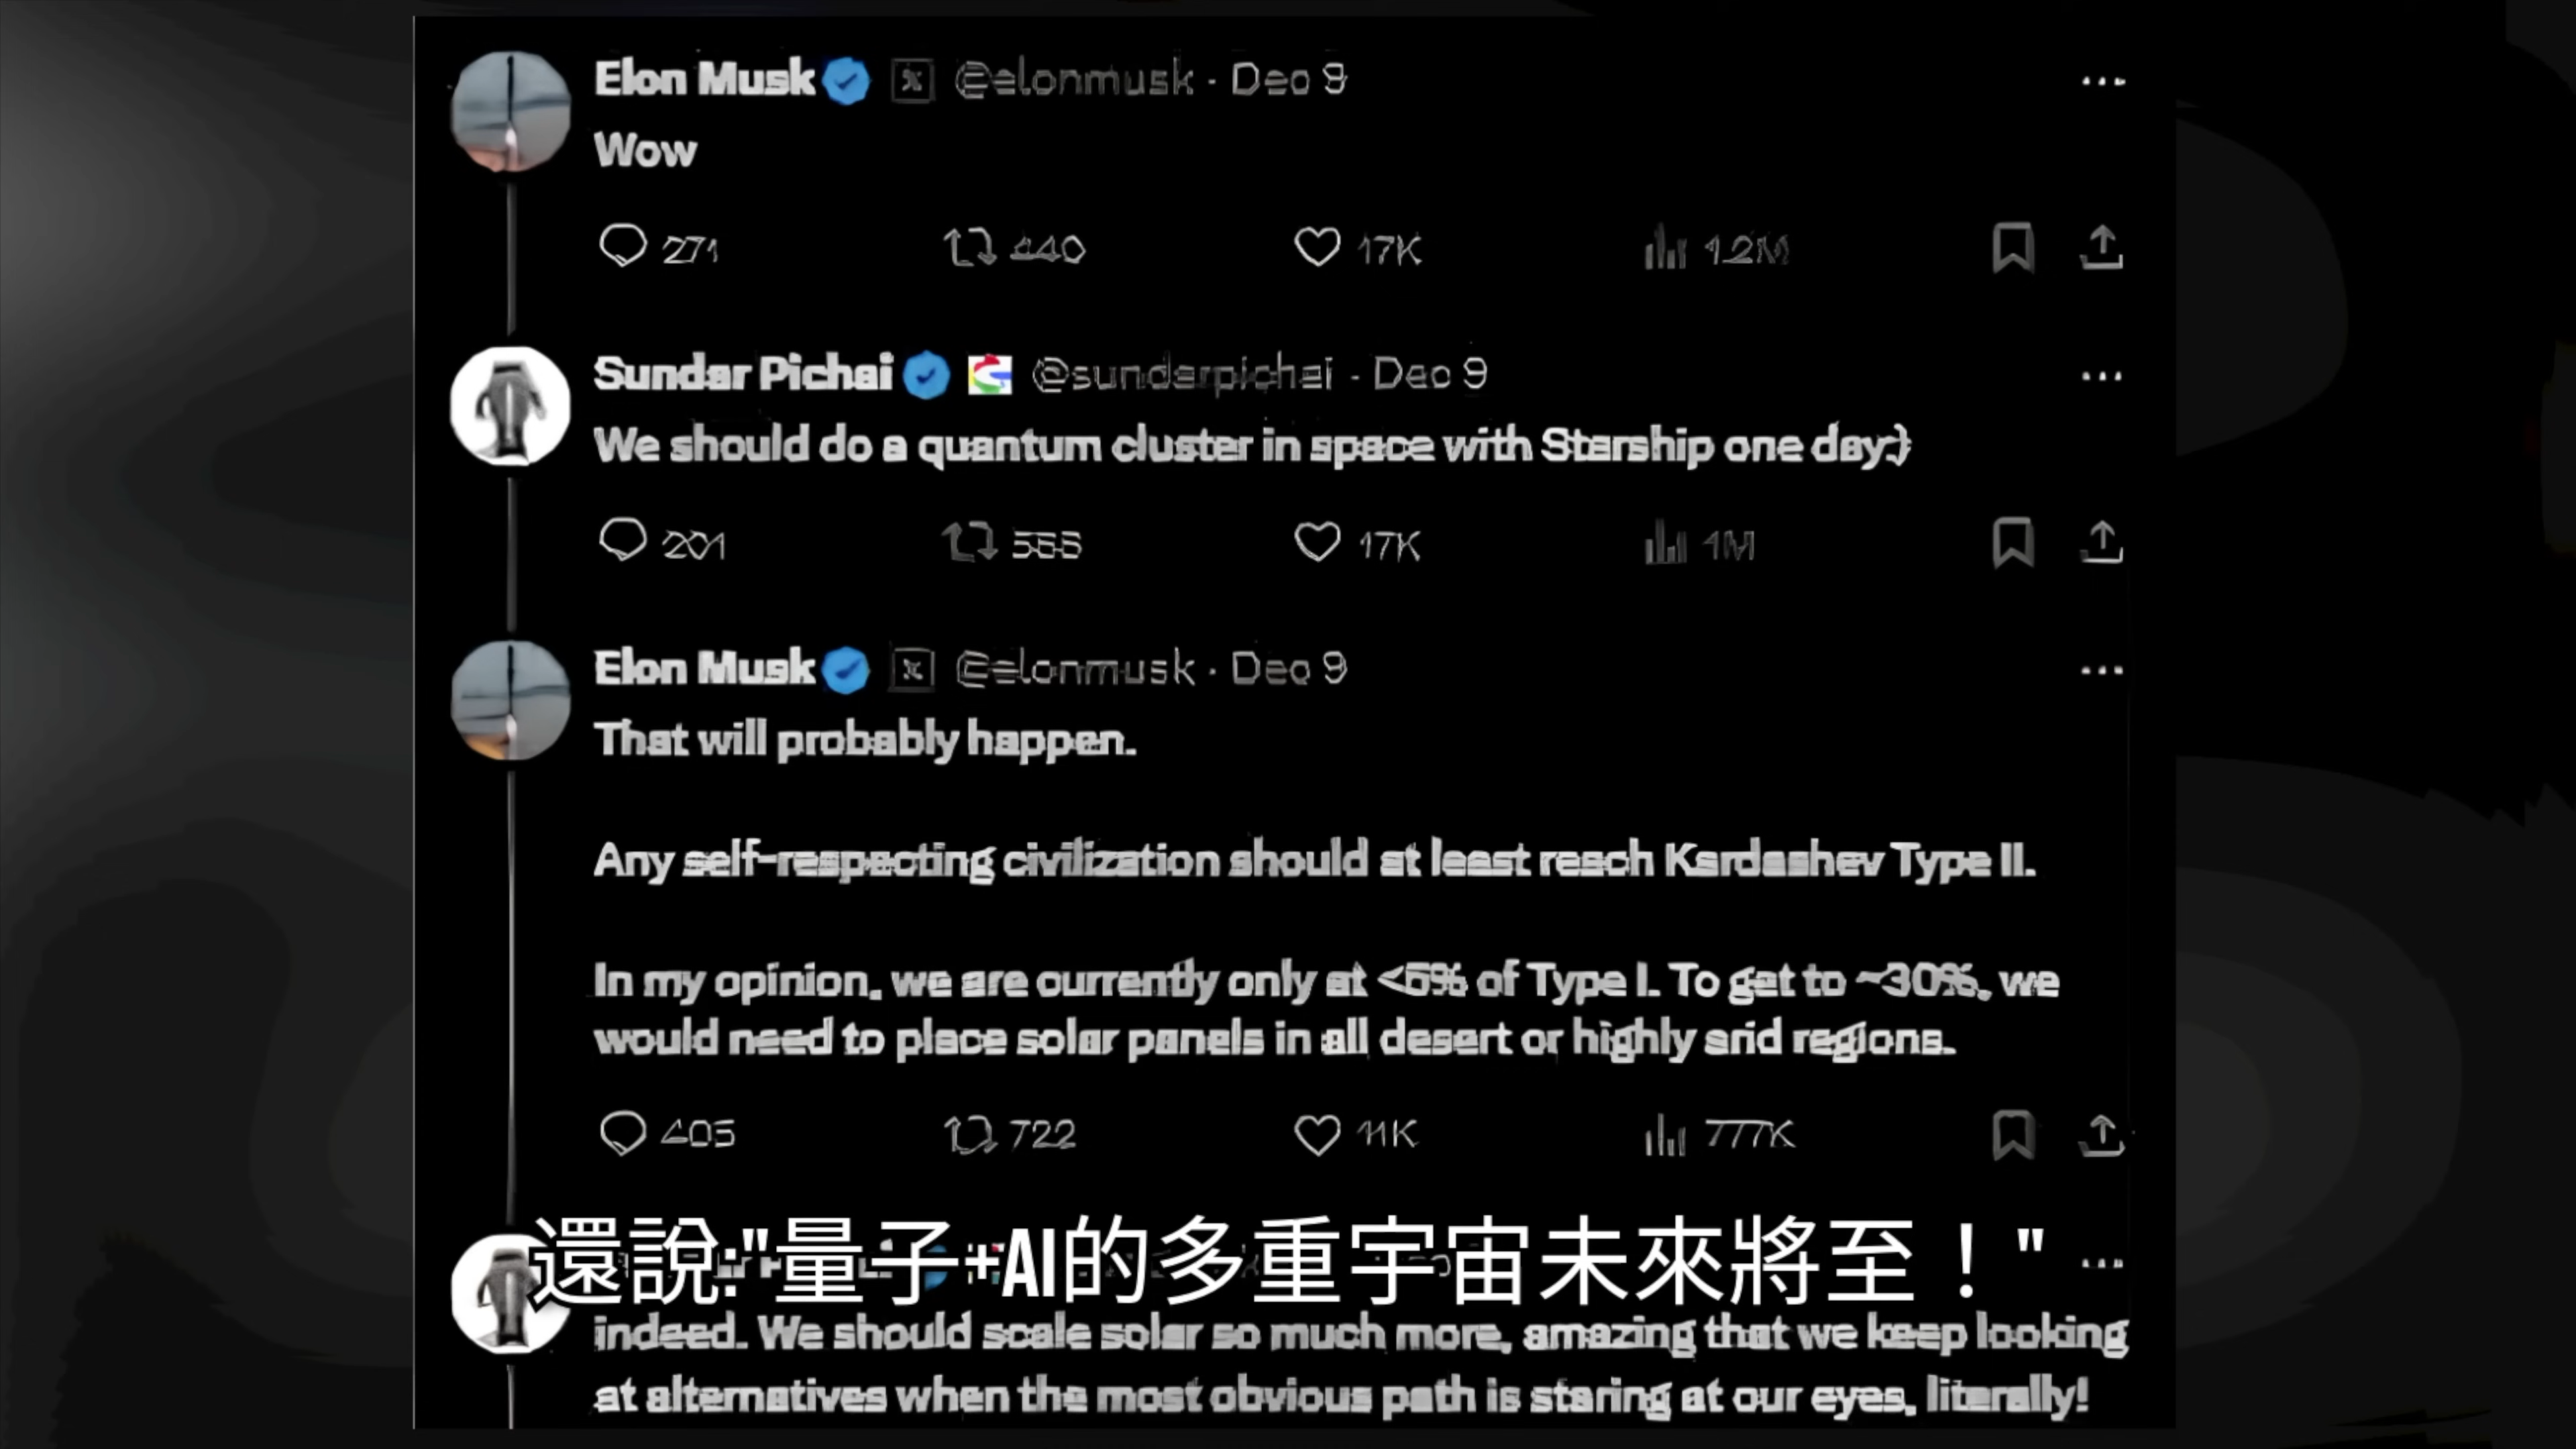 Elon Musk @elonmusk · Dec 9
Wow
271 440 17K 1.2M
Sundar Pichai @sundarpichai · Dec 9
We should do a quantum cluster in space with Starship one day:)
201 17K 1M
Elon Musk @elonmusk · Dec 9
That will probably happen.
Any self-respecting civilization should at least reach Kardashev Type II.
In my opinion, we are currently only at <5% of Type I. To get to ~30%, we
would need to place solar panels in all desert or highly arid regions.
405 722 11K 777K
還說:"量子+AI的多重宇宙未來將至！"
indeed. We should scale solar so much more, amazing that we keep looking
at alternatives when the most obvious path is staring at our eyes, literally!